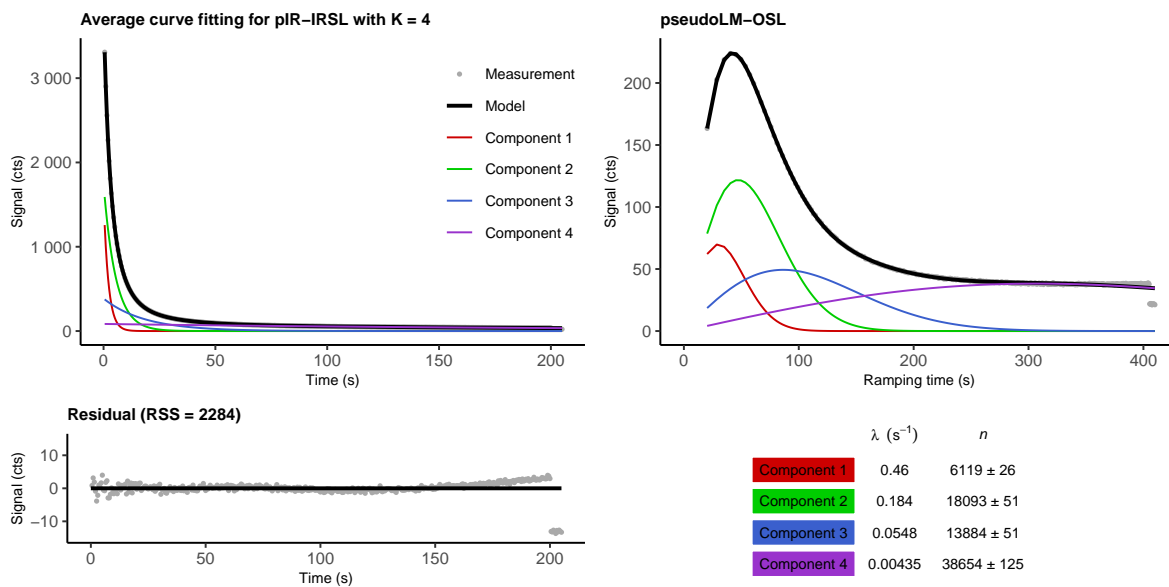 Average curve fitting for pIR−IRSL with K = 4
Signal (cts)
3 000
2 000
1 000
0
0 50 100 150 200
Time (s)
Measurement
Model
Component 1
Component 2
Component 3
Component 4
pseudoLM−OSL
Signal (cts)
200
150
100
50
0
0 100 200 300 400
Ramping time (s)
Residual (RSS = 2284)
Signal (cts)
10
0
−10
0 50 100 150 200
Time (s)
λ (s⁻¹) n
Component 1 0.46 6119 ± 26
Component 2 0.184 18093 ± 51
Component 3 0.0548 13884 ± 51
Component 4 0.00435 38654 ± 125